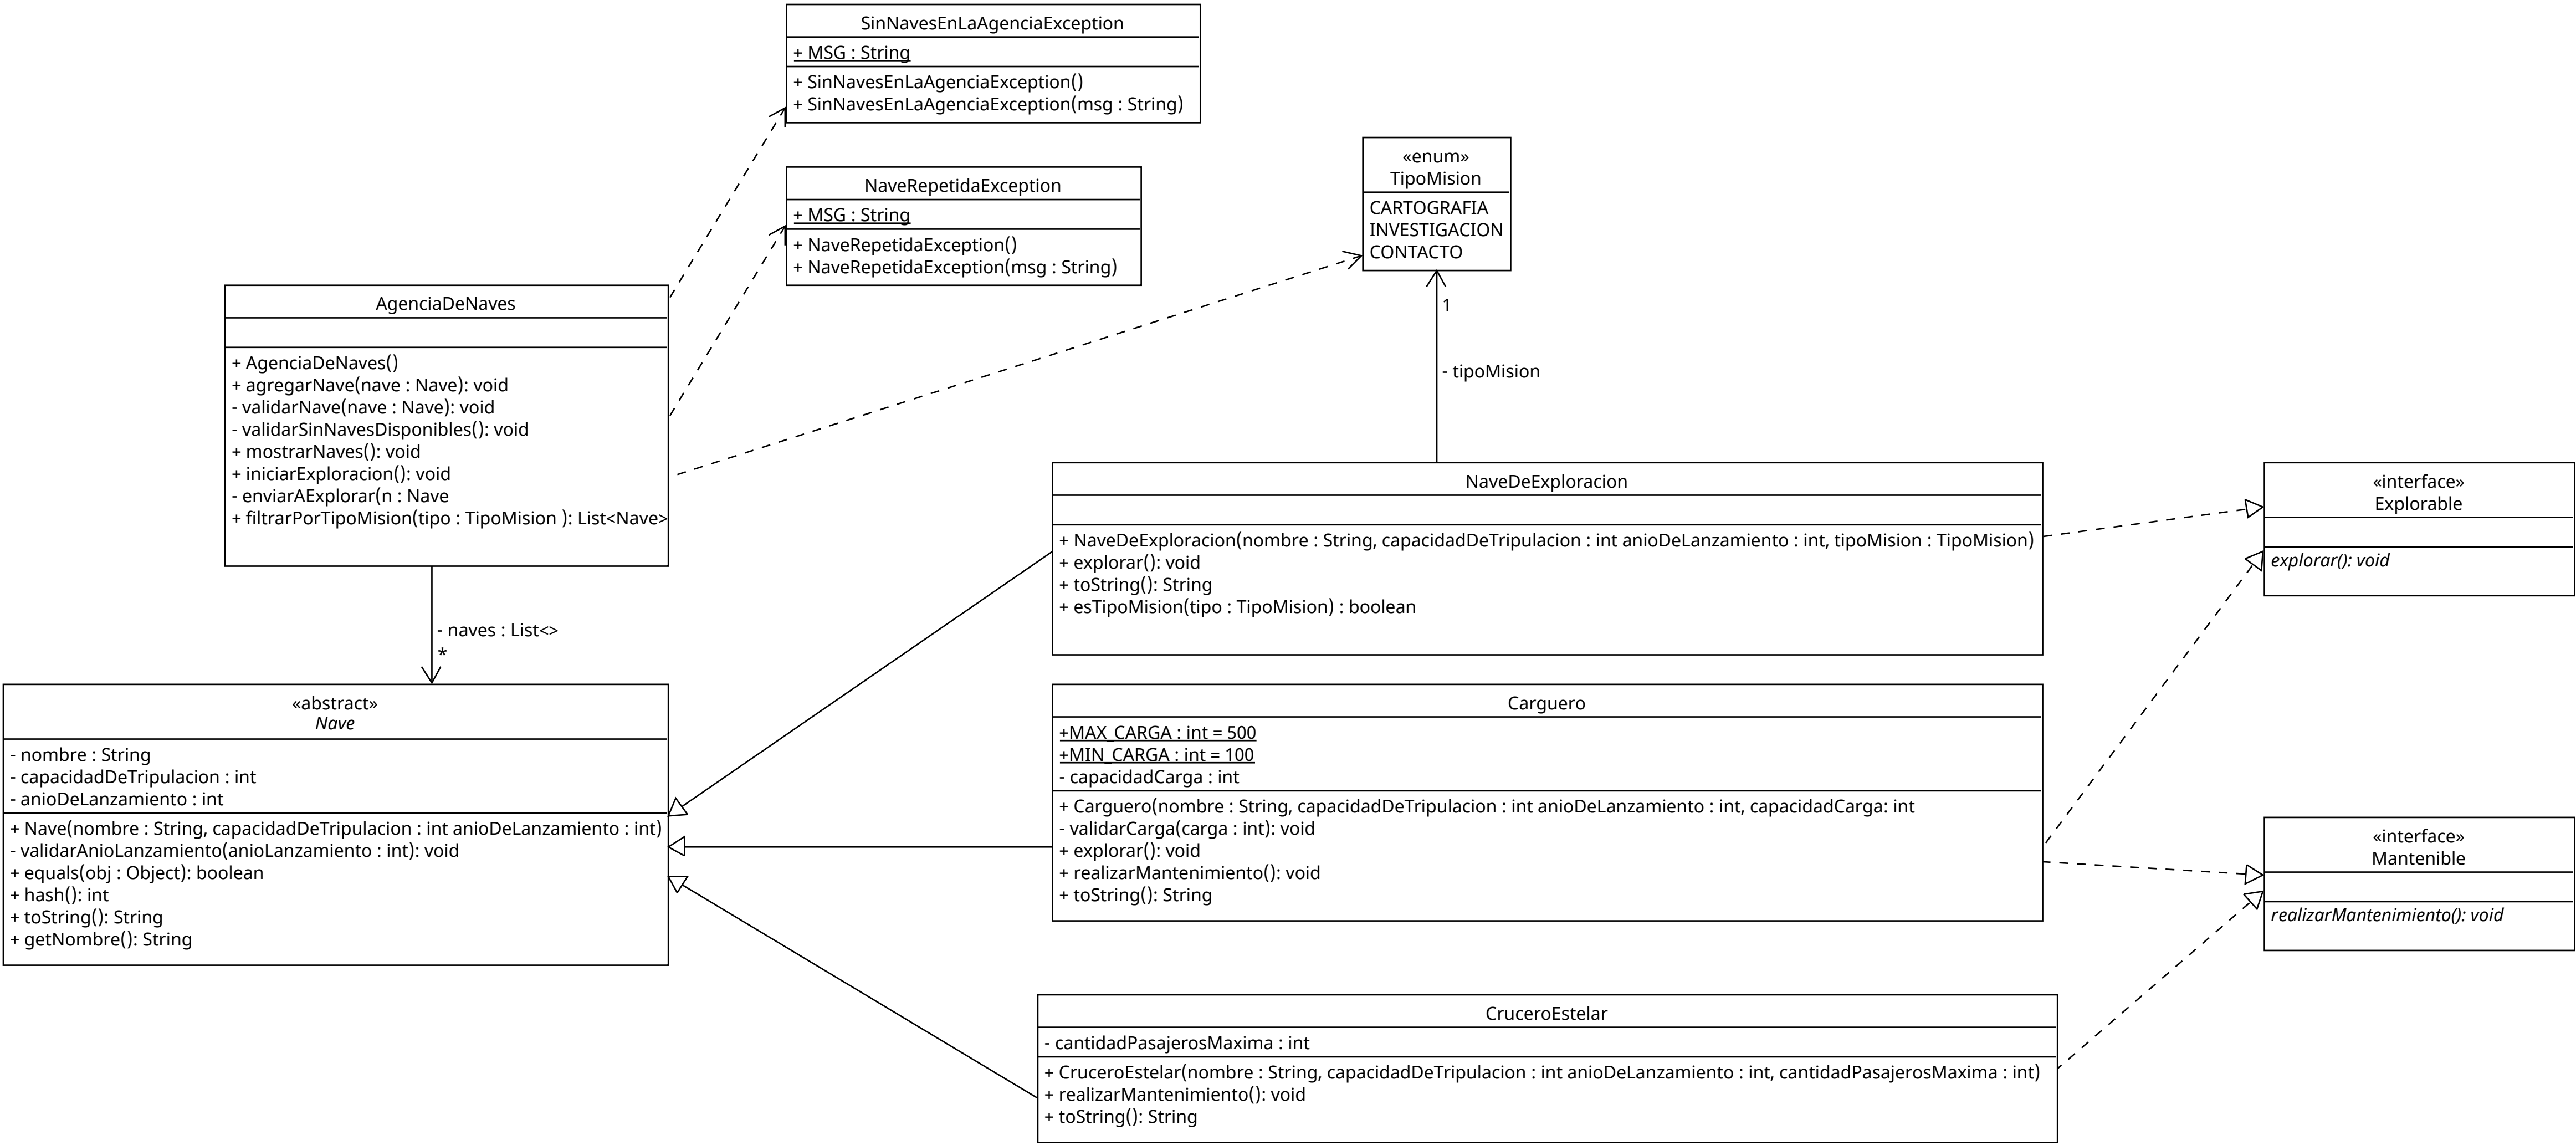 SinNavesEnLaAgenciaException
+ MSG : String
+ SinNavesEnLaAgenciaException()
+ SinNavesEnLaAgenciaException(msg : String)
«enum»
TipoMision
CARTOGRAFIA
INVESTIGACION
CONTACTO
NaveRepetidaException
+ MSG : String
+ NaveRepetidaException()
+ NaveRepetidaException(msg : String)
AgenciaDeNaves
+ AgenciaDeNaves()
+ agregarNave(nave : Nave): void
- validarNave(nave : Nave): void
- validarSinNavesDisponibles(): void
+ mostrarNaves(): void
+ iniciarExploracion(): void
- enviarAExplorar(n : Nave
+ filtrarPorTipoMision(tipo : TipoMision ): List<Nave>
1
- tipoMision
NaveDeExploracion
+ NaveDeExploracion(nombre : String, capacidadDeTripulacion : int anioDeLanzamiento : int, tipoMision : TipoMision)
+ explorar(): void
+ toString(): String
+ esTipoMision(tipo : TipoMision) : boolean
«interface»
Explorable
explorar(): void
- naves : List<>
*
«abstract»
Nave
- nombre : String
- capacidadDeTripulacion : int
- anioDeLanzamiento : int
+ Nave(nombre : String, capacidadDeTripulacion : int anioDeLanzamiento : int)
- validarAnioLanzamiento(anioLanzamiento : int): void
+ equals(obj : Object): boolean
+ hash(): int
+ toString(): String
+ getNombre(): String
Carguero
+MAX_CARGA : int = 500
+MIN_CARGA : int = 100
- capacidadCarga : int
+ Carguero(nombre : String, capacidadDeTripulacion : int anioDeLanzamiento : int, capacidadCarga: int
- validarCarga(carga : int): void
+ explorar(): void
+ realizarMantenimiento(): void
+ toString(): String
«interface»
Mantenible
realizarMantenimiento(): void
CruceroEstelar
- cantidadPasajerosMaxima : int
+ CruceroEstelar(nombre : String, capacidadDeTripulacion : int anioDeLanzamiento : int, cantidadPasajerosMaxima : int)
+ realizarMantenimiento(): void
+ toString(): String